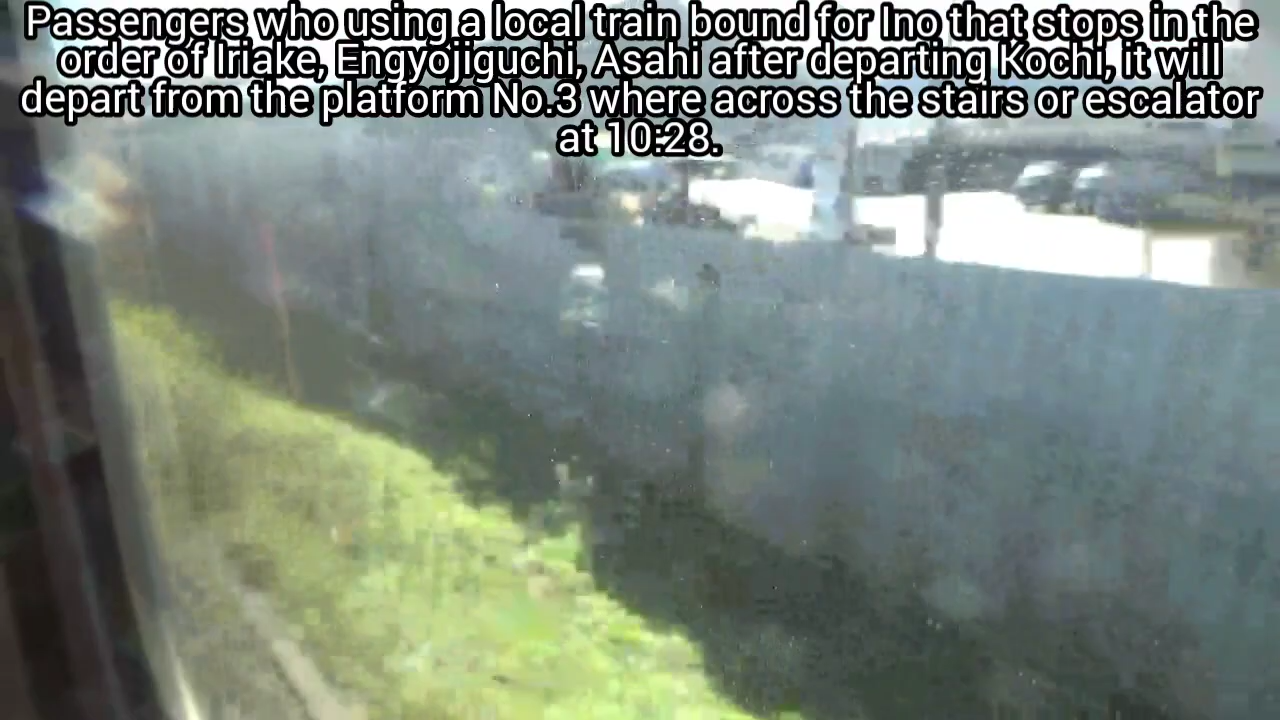 Passengers who using a local train bound for Ino that stops in the
order of Iriake, Engyojiguchi, Asahi after departing Kochi, it will
depart from the platform No.3 where across the stairs or escalator
at 10:28.